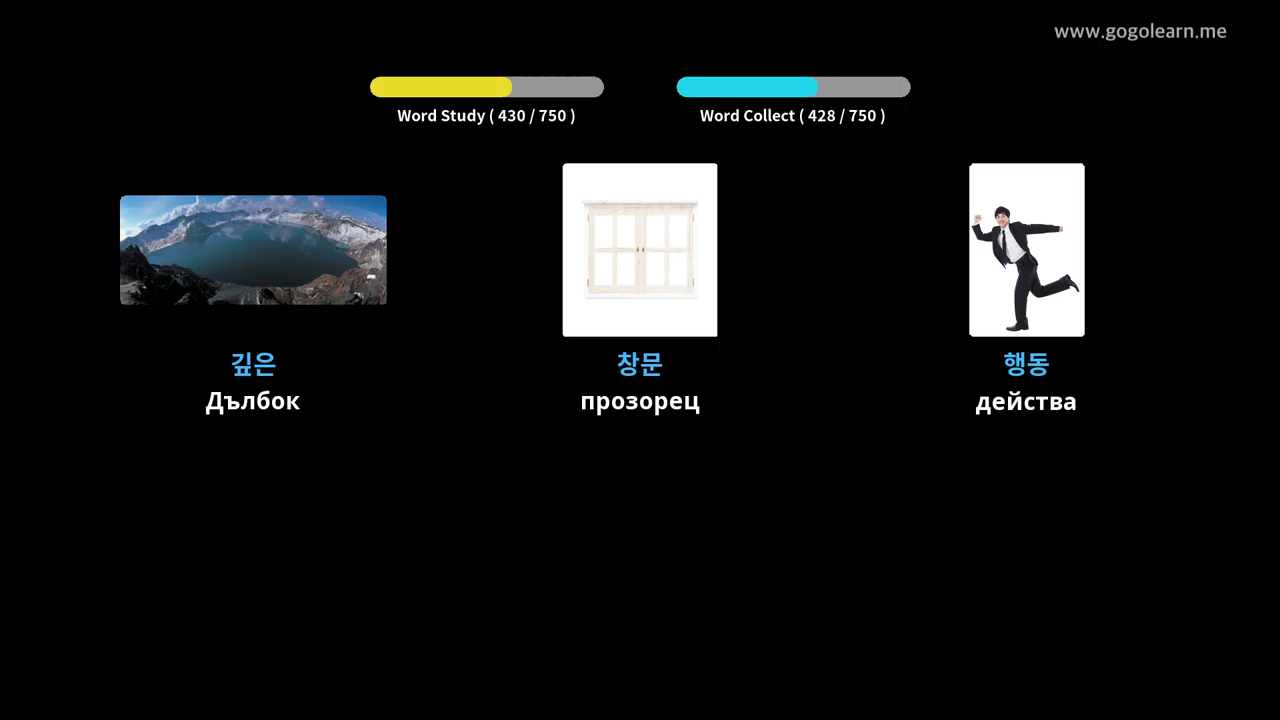 www.gogolearn.me
Word Study ( 430 / 750 )
Word Collect ( 428 / 750 )
깊은
Дълбок
창문
прозорец
행동
действа